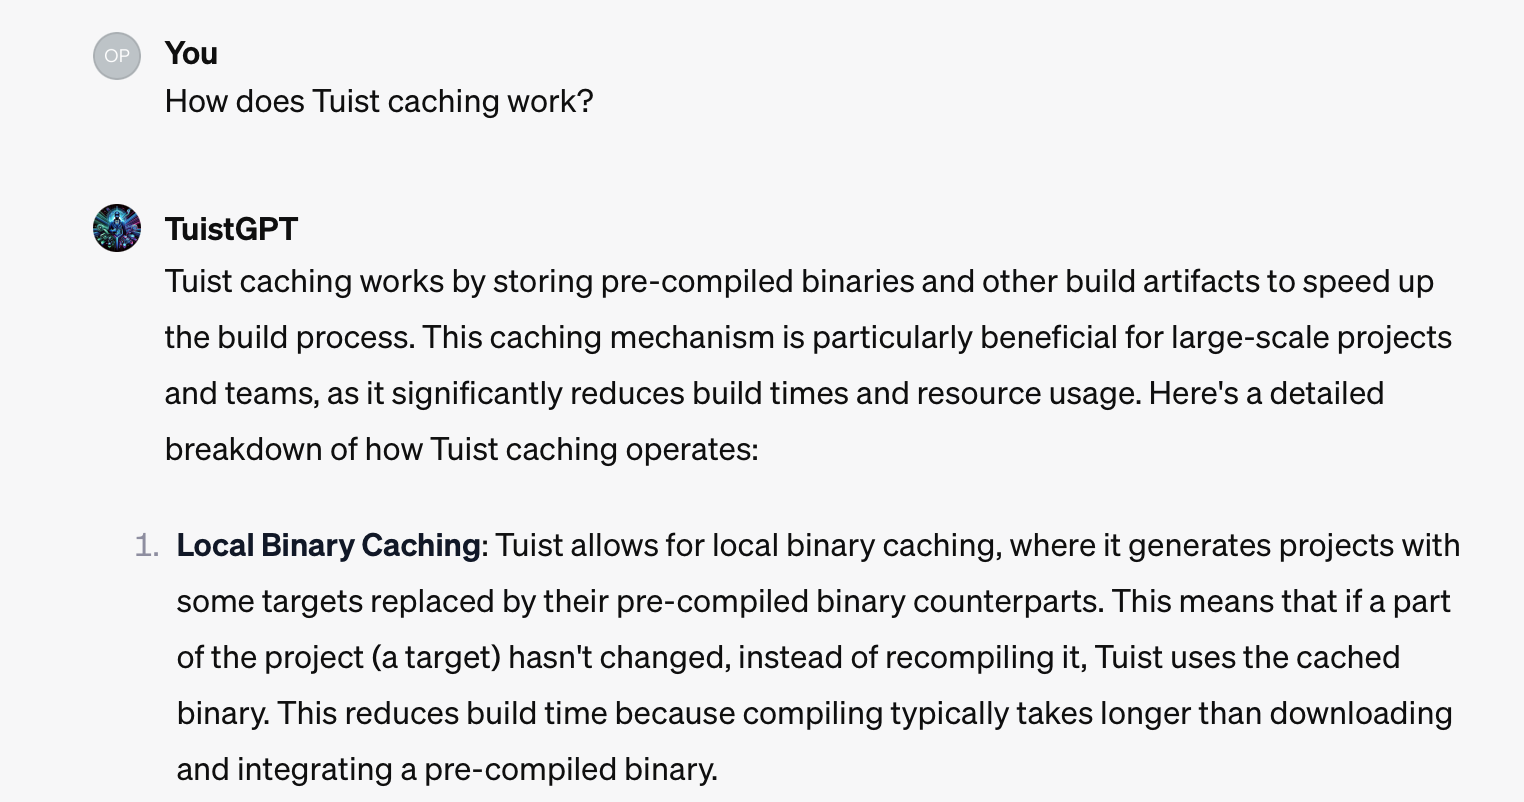 OP
You
How does Tuist caching work?
TuistGPT
Tuist caching works by storing pre-compiled binaries and other build artifacts to speed up
the build process. This caching mechanism is particularly beneficial for large-scale projects
and teams, as it significantly reduces build times and resource usage. Here's a detailed
breakdown of how Tuist caching operates:
1. Local Binary Caching: Tuist allows for local binary caching, where it generates projects with
some targets replaced by their pre-compiled binary counterparts. This means that if a part
of the project (a target) hasn't changed, instead of recompiling it, Tuist uses the cached
binary. This reduces build time because compiling typically takes longer than downloading
and integrating a pre-compiled binary.